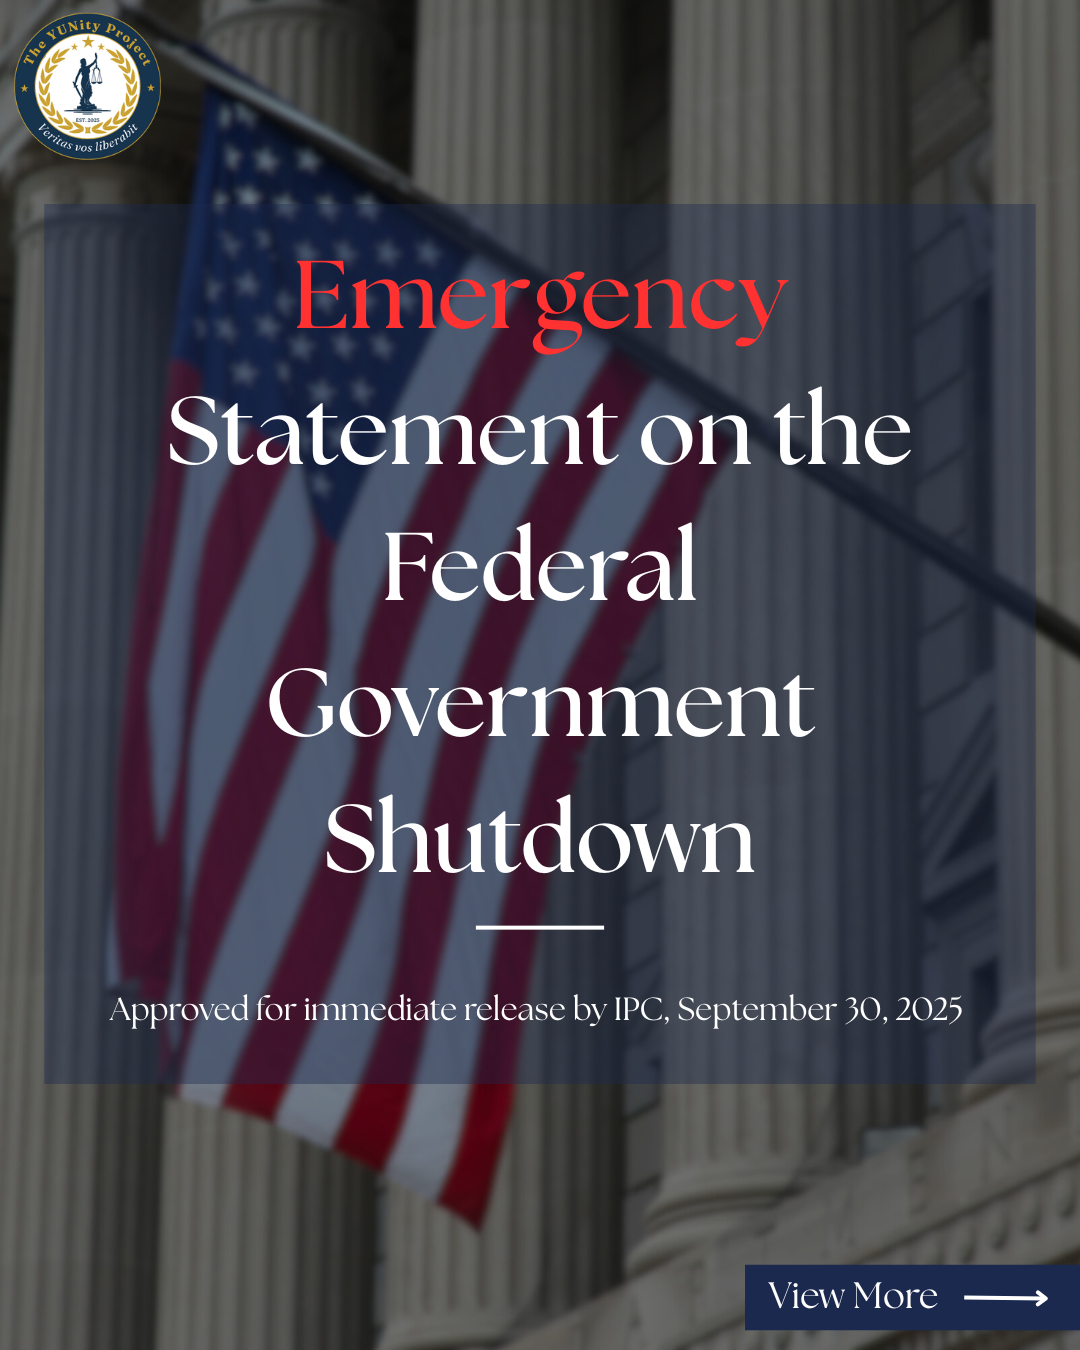 The YUNity Project
EST. 2025
Veritas vos liberabit
Emergency
Statement on the
Federal
Government
Shutdown
Approved for immediate release by IPC, September 30, 2025
View More